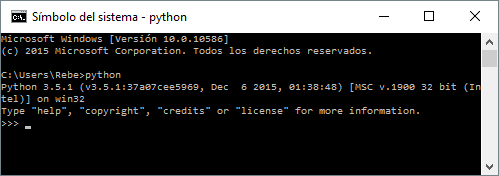 Símbolo del sistema - python
Microsoft Windows [Versión 10.0.10586]
(c) 2015 Microsoft Corporation. Todos los derechos reservados.
C:\Users\Rebe>python
Python 3.5.1 (v3.5.1:37a07cee5969, Dec  6 2015, 01:38:48) [MSC v.1900 32 bit (In
tel)] on win32
Type "help", "copyright", "credits" or "license" for more information.
>>> _